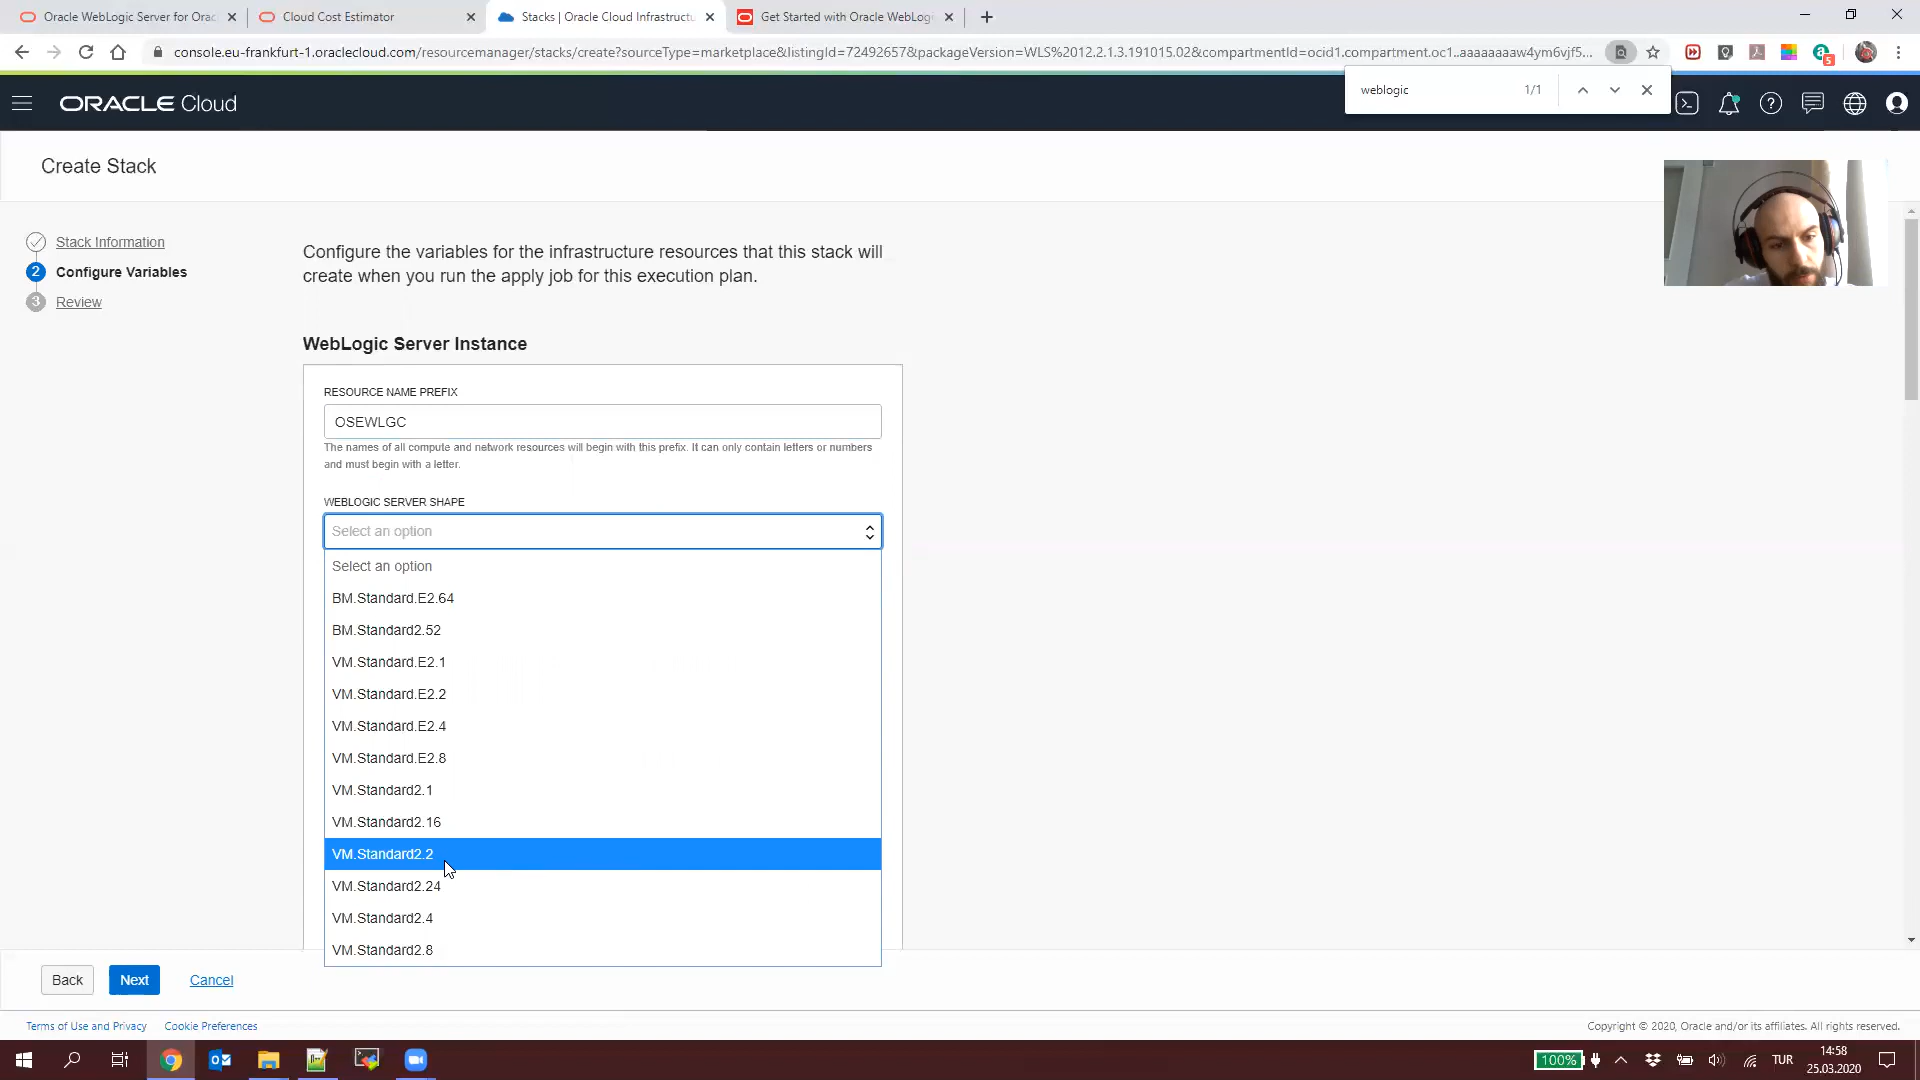 Oracle WebLogic Server for Orac
Cloud Cost Estimator
Stacks | Oracle Cloud Infrastructu
Get Started with Oracle WebLog
console.eu-frankfurt-1.oraclecloud.com/resourcemanager/stacks/create?sourceType=marketplace&listingId=72492657&packageVersion=WLS%2012.2.1.3.191015.02&compartmentId=ocid1.compartment.oc1..aaaaaaaaw4ym6vjf5...
5
weblogic
1/1
ORACLE Cloud
Create Stack
Stack Information
2 Configure Variables
3 Review
Configure the variables for the infrastructure resources that this stack will
create when you run the apply job for this execution plan.
WebLogic Server Instance
RESOURCE NAME PREFIX
OSEWLGC
The names of all compute and network resources will begin with this prefix. It can only contain letters or numbers
and must begin with a letter.
WEBLOGIC SERVER SHAPE
Select an option
Select an option
BM.Standard.E2.64
BM.Standard2.52
VM.Standard.E2.1
VM.Standard.E2.2
VM.Standard.E2.4
VM.Standard.E2.8
VM.Standard2.1
VM.Standard2.16
VM.Standard2.2
VM.Standard2.24
VM.Standard2.4
VM.Standard2.8
Back
Next
Cancel
Terms of Use and Privacy
Cookie Preferences
Copyright © 2020, Oracle and/or its affiliates. All rights reserved.
100%
TUR
14:58
25.03.2020